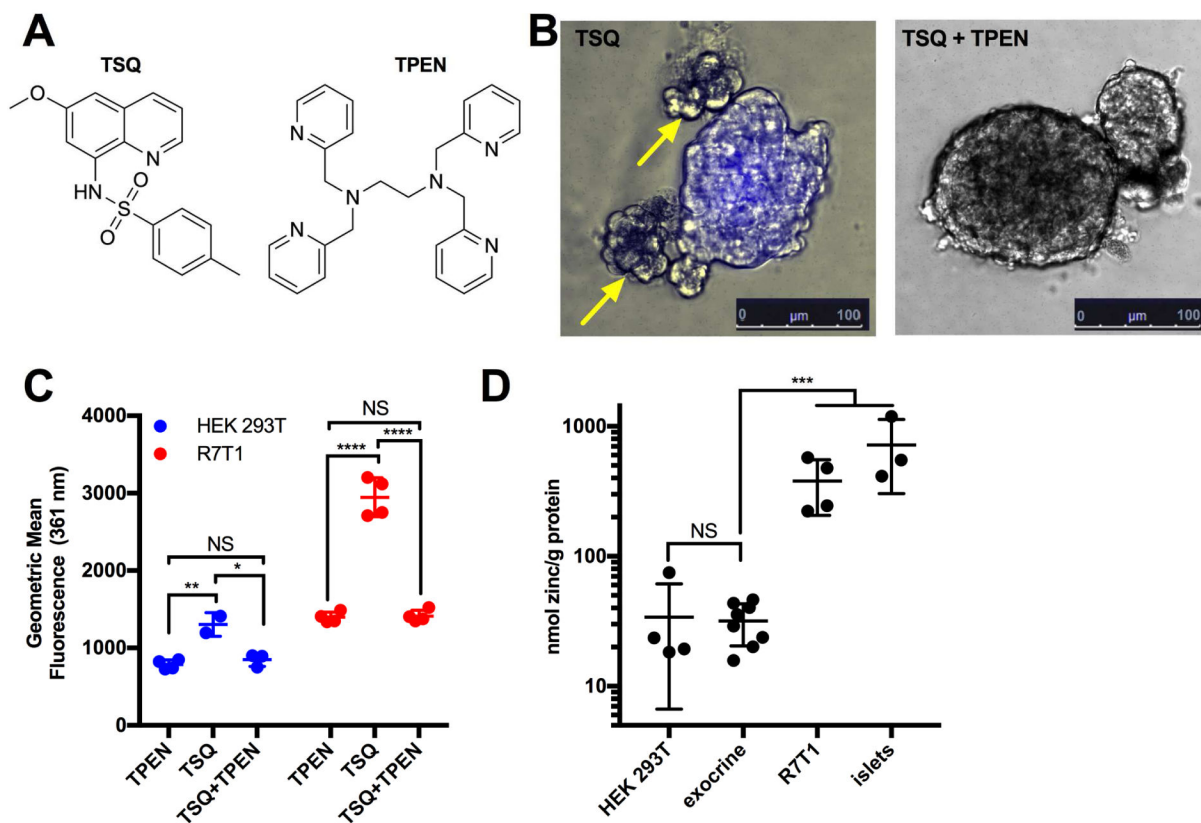 A
TSQ
TPEN
O
N
HN
O
S
O
N
N
N
N
N
N
B
TSQ
0 µm 100
TSQ + TPEN
0 µm 100
C
HEK 293T
R7T1
Geometric Mean
Fluorescence (361 nm)
4000
3000
2000
1000
0
NS
**
*
NS
****
****
TPEN
TSQ
TSQ+TPEN
TPEN
TSQ
TSQ+TPEN
D
nmol zinc/g protein
1000
100
10
NS
***
HEK 293T
exocrine
R7T1
islets